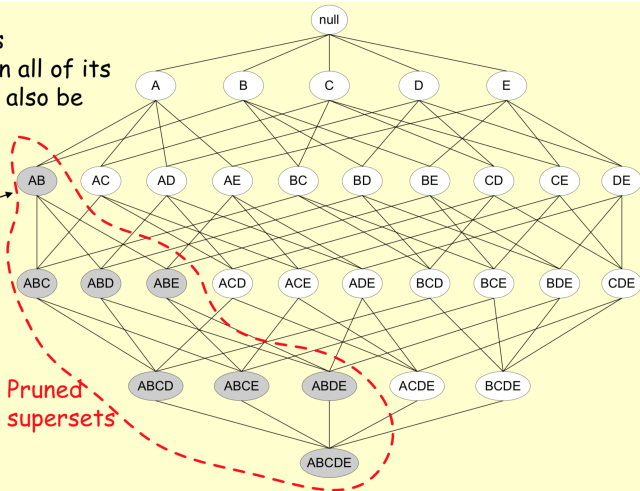 s
n all of its
also be
null
A B C D E
AB AC AD AE BC BD BE CD CE DE
ABC ABD ABE ACD ACE ADE BCD BCE BDE CDE
ABCD ABCE ABDE ACDE BCDE
Pruned
supersets
ABCDE